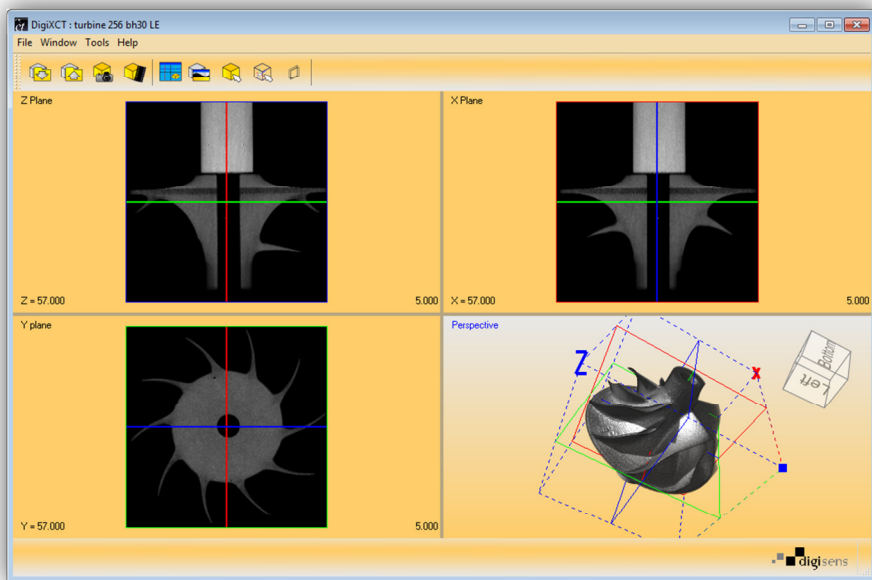 DigiXCT : turbine 256 bh30 LE
File Window Tools Help
Z Plane
Z = 57.000
5.000
X Plane
X = 57.000
5.000
Y plane
Y = 57.000
5.000
Perspective
Z
X
Bottom
Left
digisens